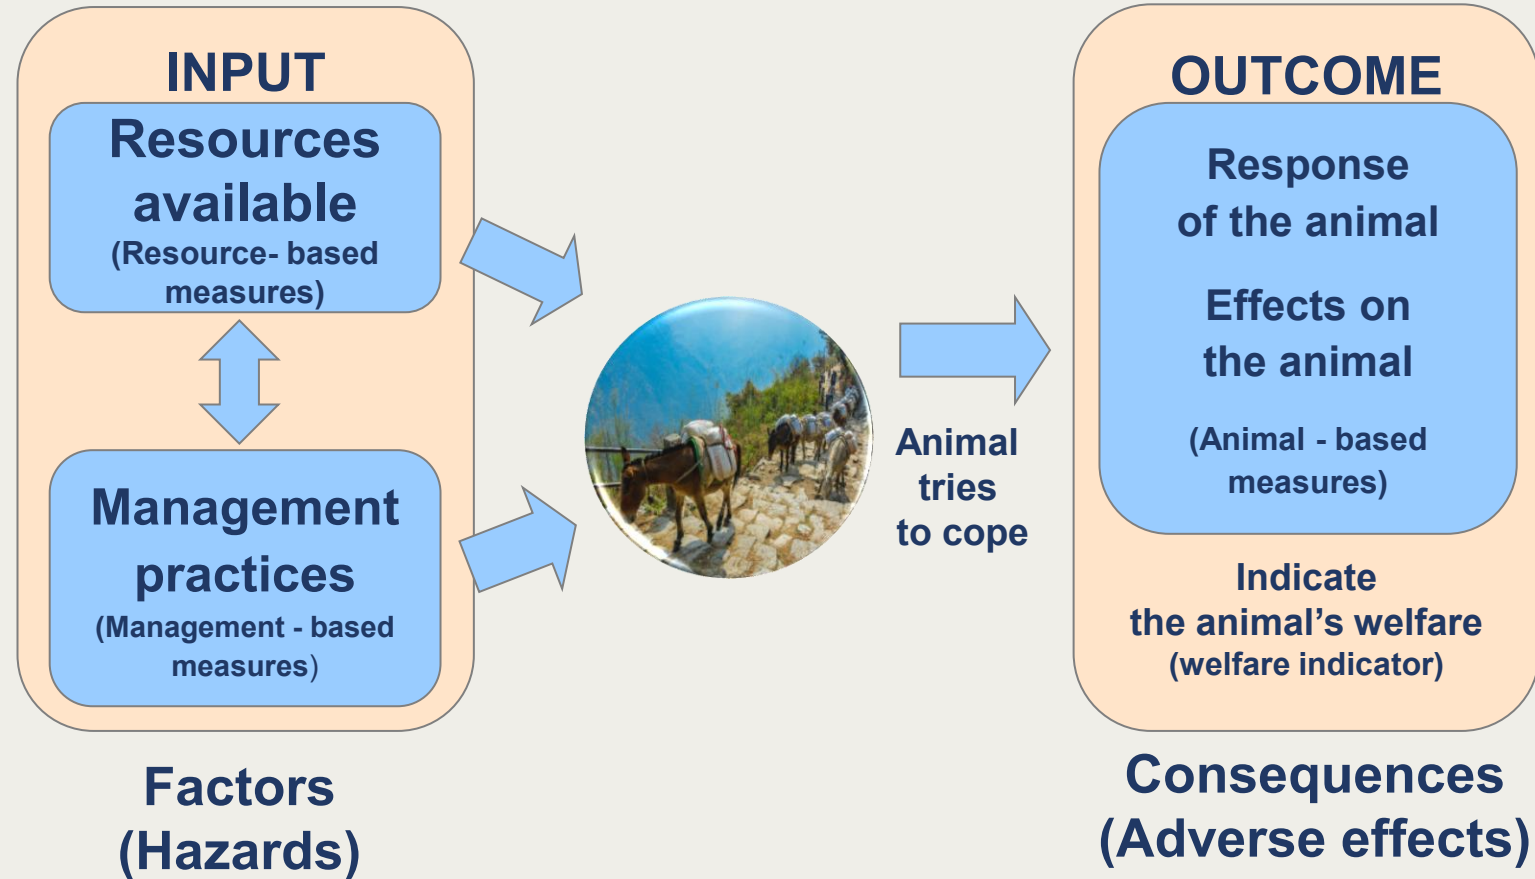 INPUT
Resources
available
(Resource- based
measures)
Management
practices
(Management - based
measures)
Factors
(Hazards)
Animal
tries
to cope
OUTCOME
Response
of the animal
Effects on
the animal
(Animal - based
measures)
Indicate
the animal’s welfare
(welfare indicator)
Consequences
(Adverse effects)